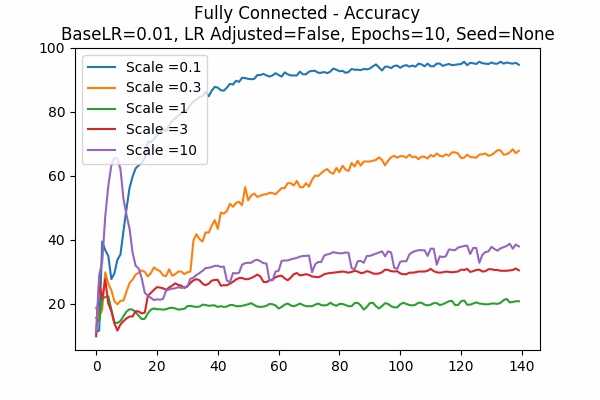 Fully Connected - Accuracy
BaseLR=0.01, LR Adjusted=False, Epochs=10, Seed=None
100
80
60
40
20
Scale =0.1
Scale =0.3
Scale =1
Scale =3
Scale =10
0 20 40 60 80 100 120 140